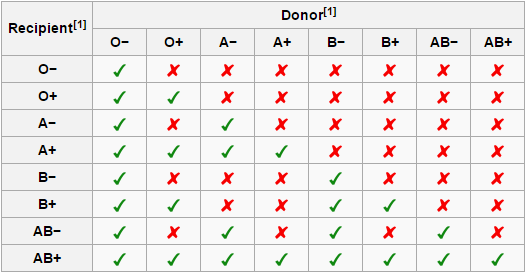 Recipient[1] Donor[1]
O− O+ A− A+ B− B+ AB− AB+
O− ✓ ✗ ✗ ✗ ✗ ✗ ✗ ✗
O+ ✓ ✓ ✗ ✗ ✗ ✗ ✗ ✗
A− ✓ ✗ ✓ ✗ ✗ ✗ ✗ ✗
A+ ✓ ✓ ✓ ✓ ✗ ✗ ✗ ✗
B− ✓ ✗ ✗ ✗ ✓ ✗ ✗ ✗
B+ ✓ ✓ ✗ ✗ ✓ ✓ ✗ ✗
AB− ✓ ✗ ✓ ✗ ✓ ✗ ✓ ✗
AB+ ✓ ✓ ✓ ✓ ✓ ✓ ✓ ✓